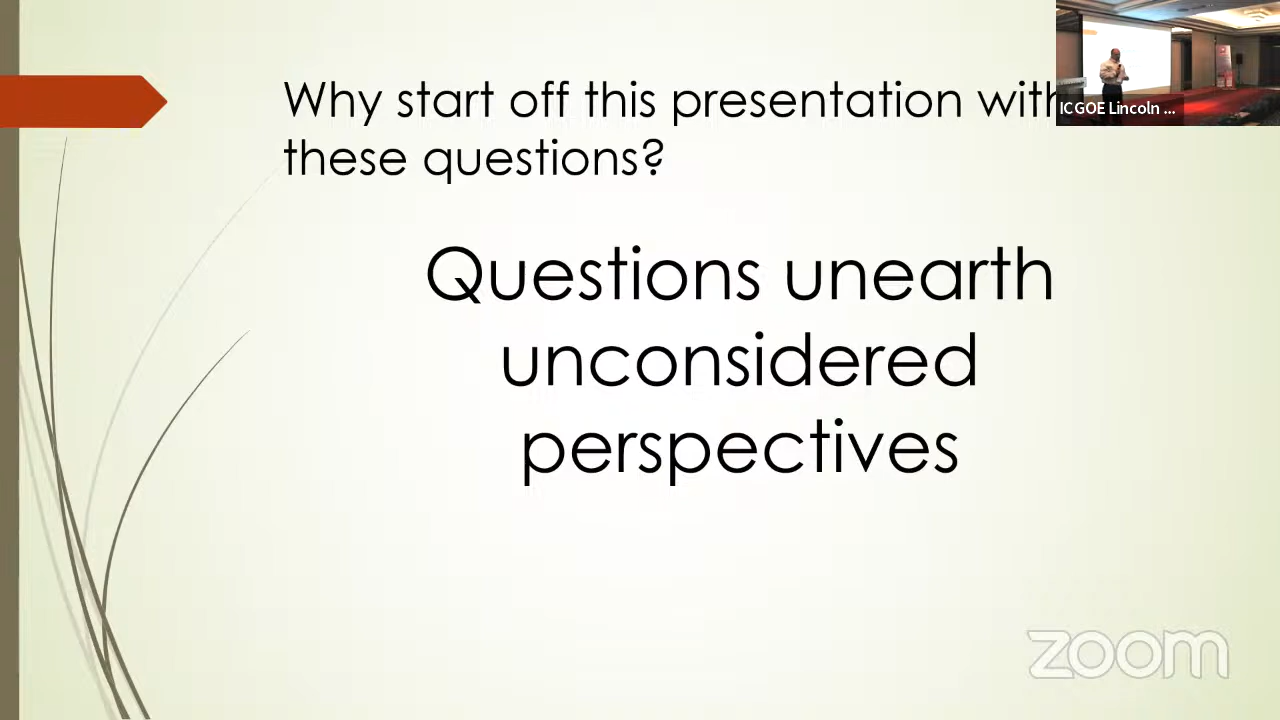 Why start off this presentation with
these questions?
ICGOE Lincoln ...
Questions unearth
unconsidered
perspectives
zoom